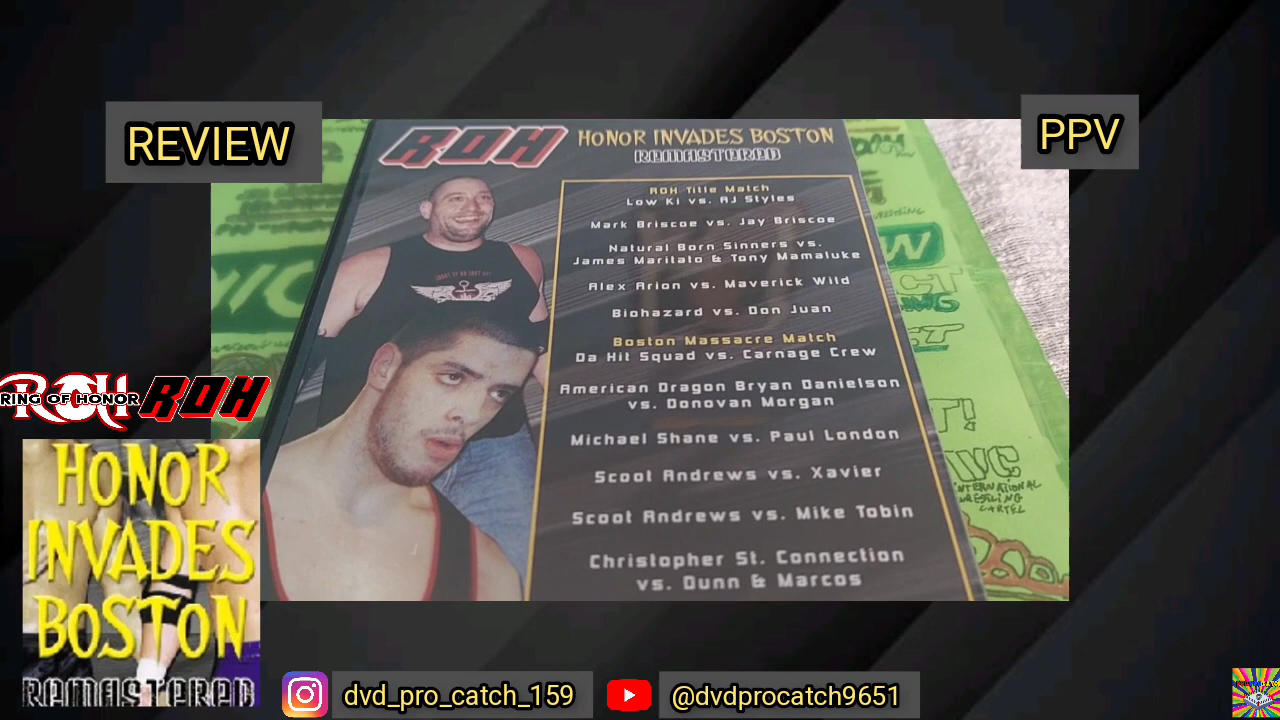 REVIEW
PPV
ROH
HONOR INVADES BOSTON
REMASTERED
ROH Title Match
Low Ki vs. AJ Styles
Mark Briscoe vs. Jay Briscoe
Natural Born Sinners vs.
James Maritato & Tony Mamaluke
Alex Arion vs. Maverick Wild
Biohazard vs. Don Juan
Boston Massacre Match
Da Hit Squad vs. Carnage Crew
American Dragon Bryan Danielson
vs. Donovan Morgan
Michael Shane vs. Paul London
Scoot Andrews vs. Xavier
Scoot Andrews vs. Mike Tobin
Christopher St. Connection
vs. Dunn & Marcos
INTERNATIONAL
WRESTLING
CARTEL
ROH
RING OF HONOR
ROH
HONOR
INVADES
BOSTON
REMASTERED
dvd_pro_catch_159
@dvdprocatch9651